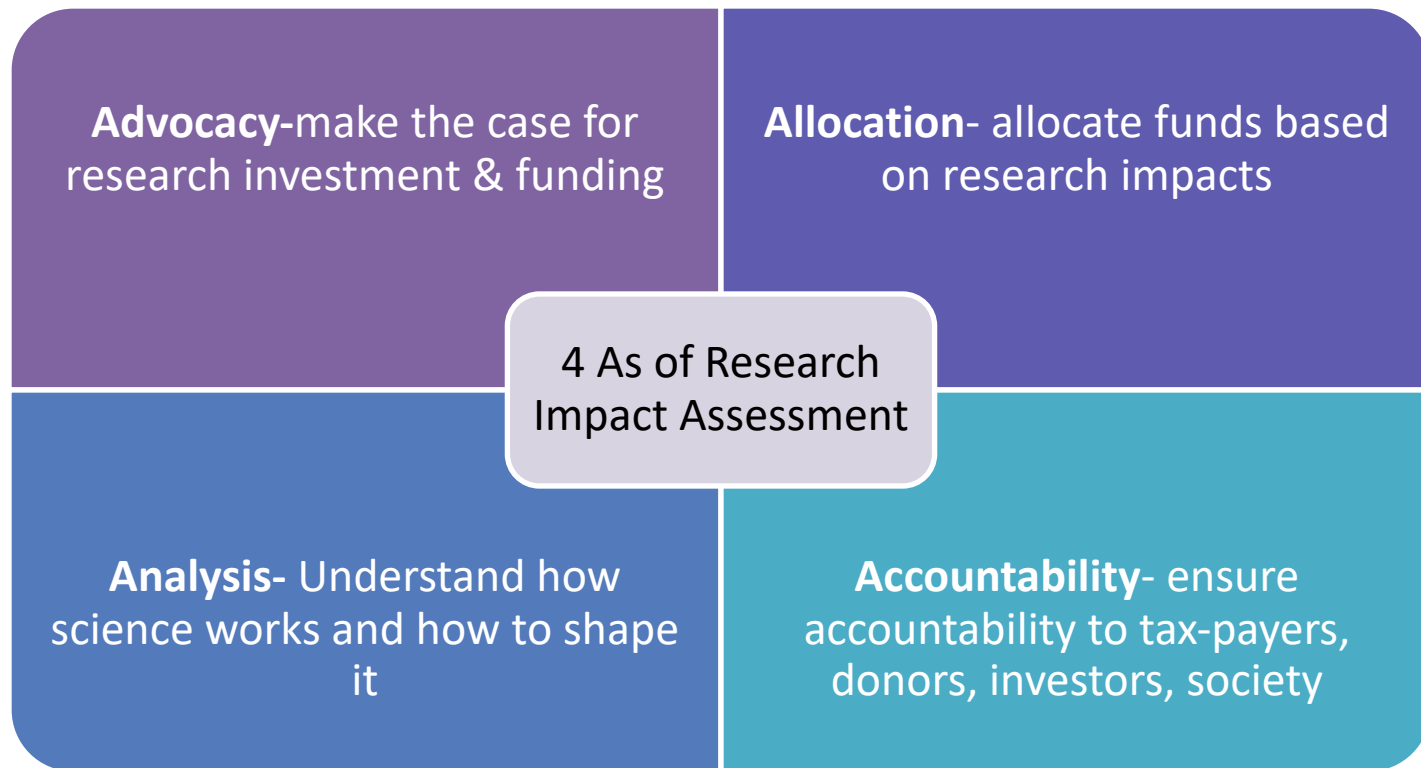 Advocacy-make the case for
research investment & funding
Allocation- allocate funds based
on research impacts
4 As of Research
Impact Assessment
Analysis- Understand how
science works and how to shape
it
Accountability- ensure
accountability to tax-payers,
donors, investors, society